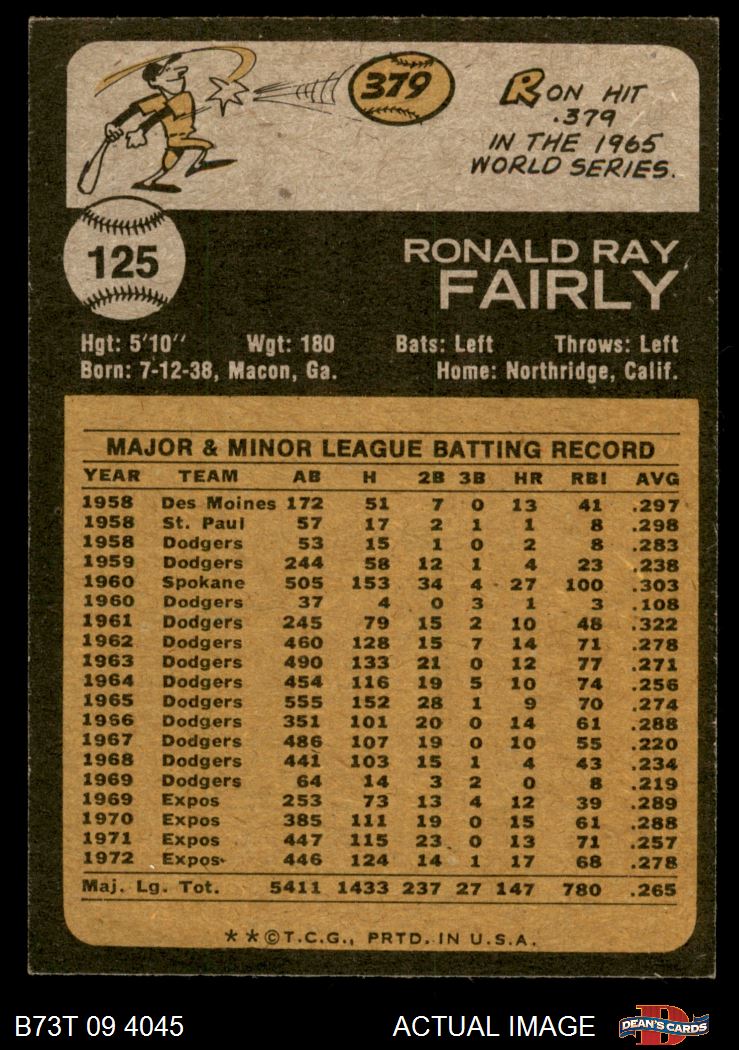 379
RON HIT
.379
IN THE 1965
WORLD SERIES.
125
RONALD RAY
FAIRLY
Hgt: 5'10" Wgt: 180 Bats: Left Throws: Left
Born: 7-12-38, Macon, Ga. Home: Northridge, Calif.
MAJOR & MINOR LEAGUE BATTING RECORD
YEAR TEAM AB H 2B 3B HR RBI AVG
1958 Des Moines 172 51 7 0 13 41 .297
1958 St. Paul 57 17 2 1 1 8 .298
1958 Dodgers 53 15 1 0 2 8 .283
1959 Dodgers 244 58 12 1 4 23 .238
1960 Spokane 505 153 34 4 27 100 .303
1960 Dodgers 37 4 0 3 1 3 .108
1961 Dodgers 245 79 15 2 10 48 .322
1962 Dodgers 460 128 15 7 14 71 .278
1963 Dodgers 490 133 21 0 12 77 .271
1964 Dodgers 454 116 19 5 10 74 .256
1965 Dodgers 555 152 28 1 9 70 .274
1966 Dodgers 351 101 20 0 14 61 .288
1967 Dodgers 486 107 19 0 10 55 .220
1968 Dodgers 441 103 15 1 4 43 .234
1969 Dodgers 64 14 3 2 0 8 .219
1969 Expos 253 73 13 4 12 39 .289
1970 Expos 385 111 19 0 15 61 .288
1971 Expos 447 115 23 0 13 71 .257
1972 Expos 446 124 14 1 17 68 .278
Maj. Lg. Tot. 5411 1433 237 27 147 780 .265
**©T.C.G., PRTD. IN U.S.A.
B73T 09 4045 ACTUAL IMAGE D DEAN'S CARDS